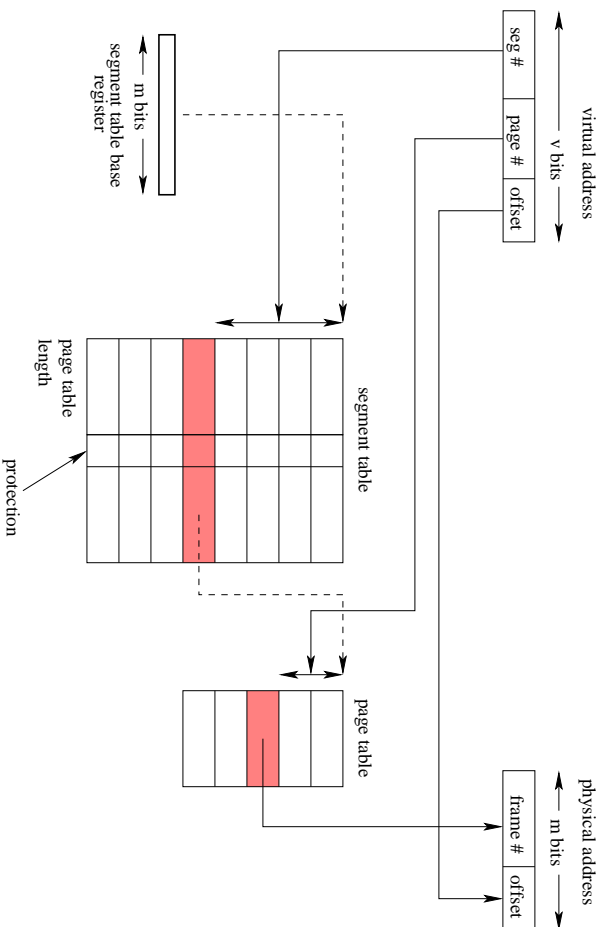 virtual address
v bits
seg #
page #
offset
m bits
segment table base
register
segment table
page table
length
protection
page table
physical address
m bits
frame #
offset